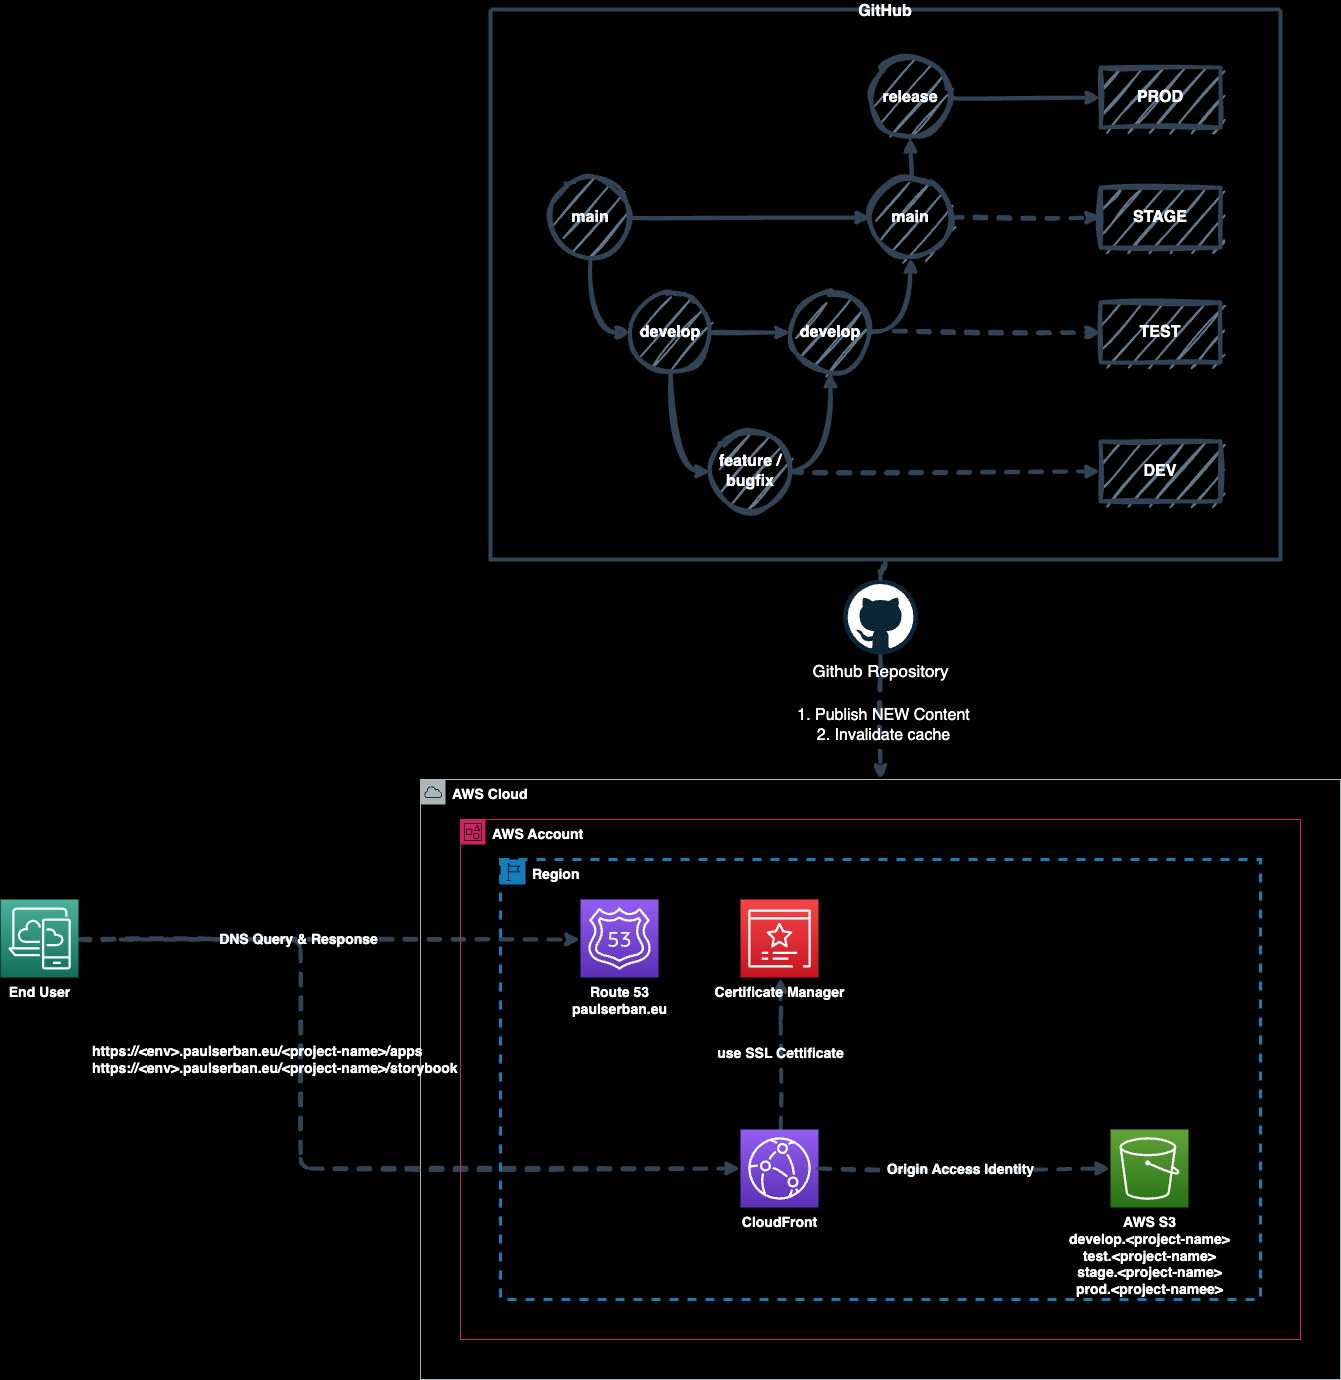 GitHub
release
PROD
main
main
STAGE
develop
develop
TEST
feature /
bugfix
DEV
Github Repository
1. Publish NEW Content
2. Invalidate cache
AWS Cloud
AWS Account
Region
DNS Query & Response
53
End User
Route 53
paulserban.eu
Certificate Manager
https://<env>.paulserban.eu/<project-name>/apps
https://<env>.paulserban.eu/<project-name>/storybook
use SSL Cettificate
Origin Access Identity
CloudFront
AWS S3
develop.<project-name>
test.<project-name>
stage.<project-name>
prod.<project-namee>